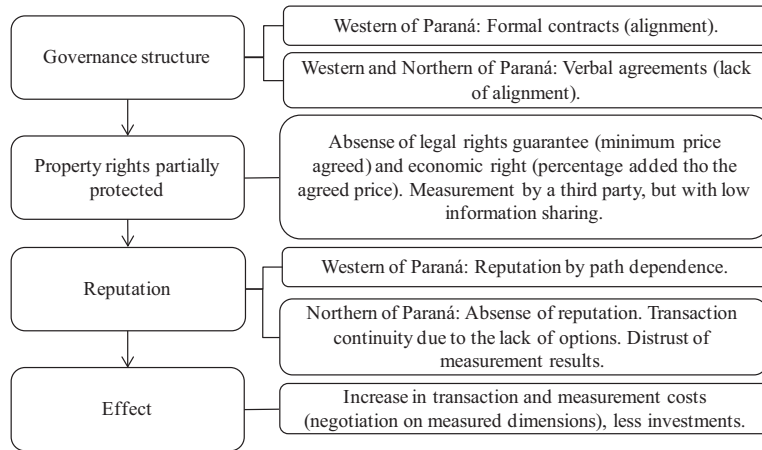 Governance structure
Western of Paraná: Formal contracts (alignment).
Western and Northern of Paraná: Verbal agreements (lack
of alignment).
Property rights partially
protected
Absense of legal rights guarantee (minimum price
agreed) and economic right (percentage added tho the
agreed price). Measurement by a third party, but with low
information sharing.
Reputation
Western of Paraná: Reputation by path dependence.
Northern of Paraná: Absense of reputation. Transaction
continuity due to the lack of options. Distrust of
measurement results.
Effect
Increase in transaction and measurement costs
(negotiation on measured dimensions), less investments.